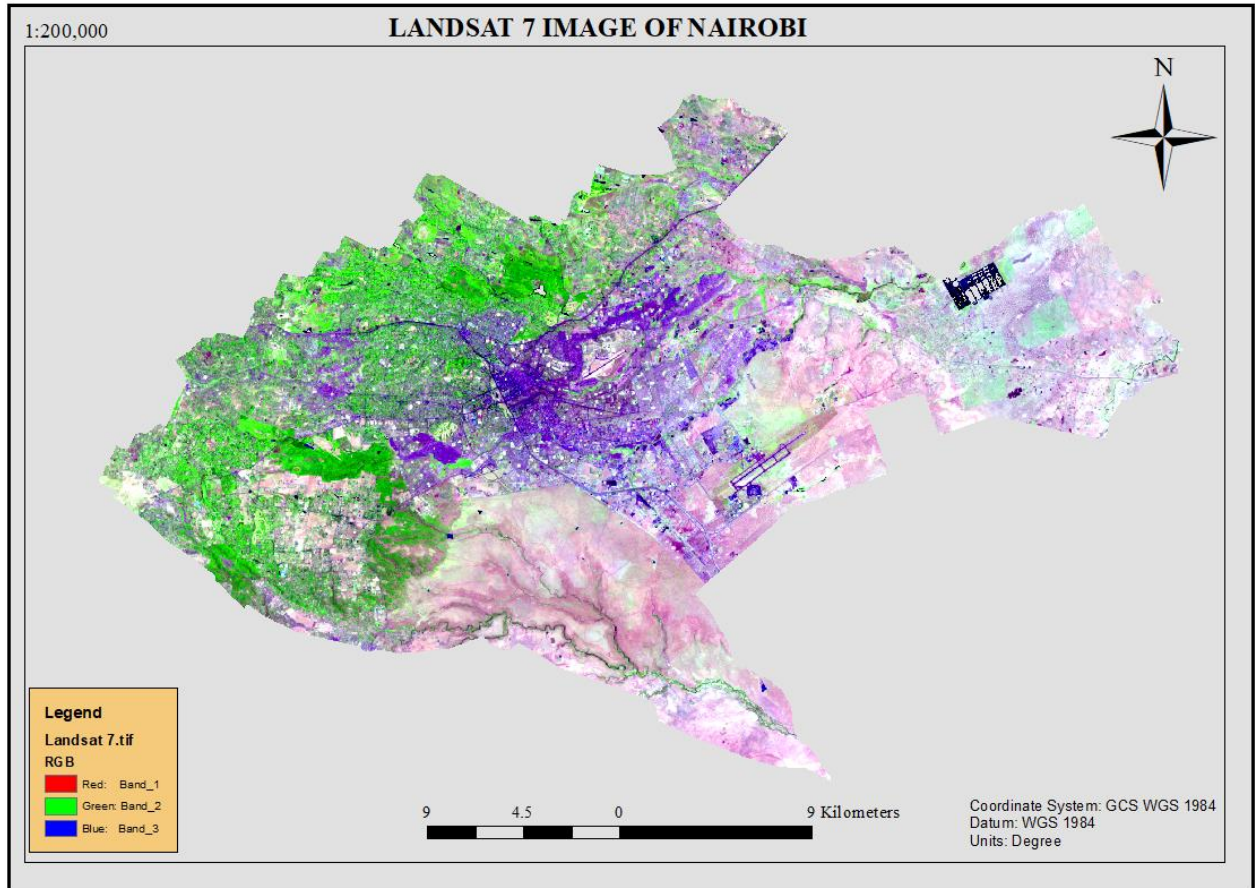 1:200,000
LANDSAT 7 IMAGE OF NAIROBI
N
Legend
Landsat 7.tif
RGB
Red: Band_1
Green: Band_2
Blue: Band_3
9 4.5 0 9 Kilometers
Coordinate System: GCS WGS 1984
Datum: WGS 1984
Units: Degree